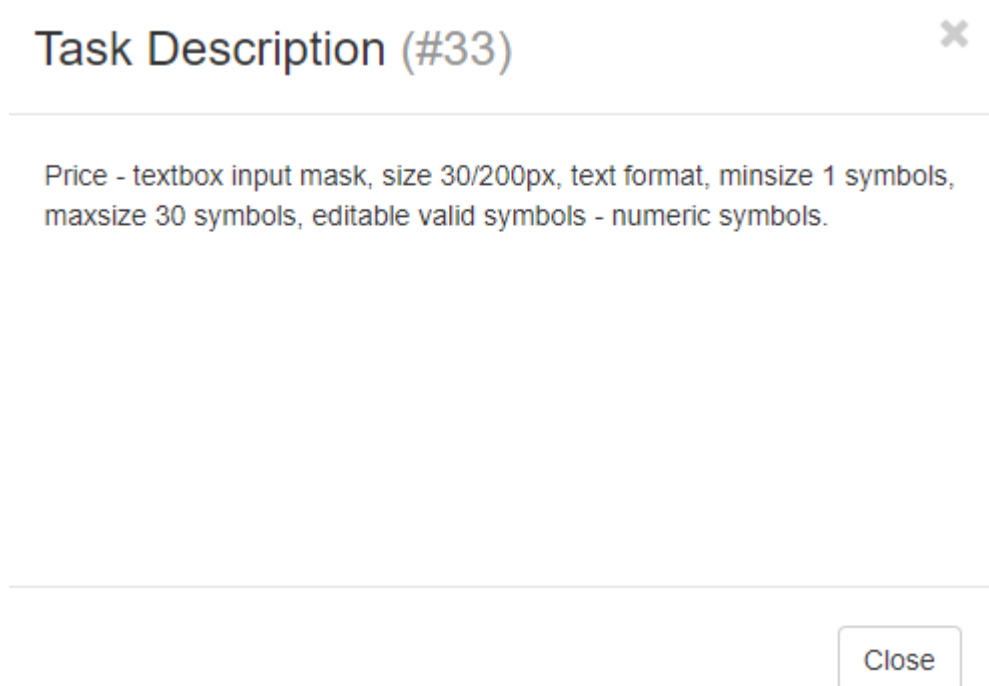 Task Description (#33)
Price - textbox input mask, size 30/200px, text format, minsize 1 symbols,
maxsize 30 symbols, editable valid symbols - numeric symbols.
Close